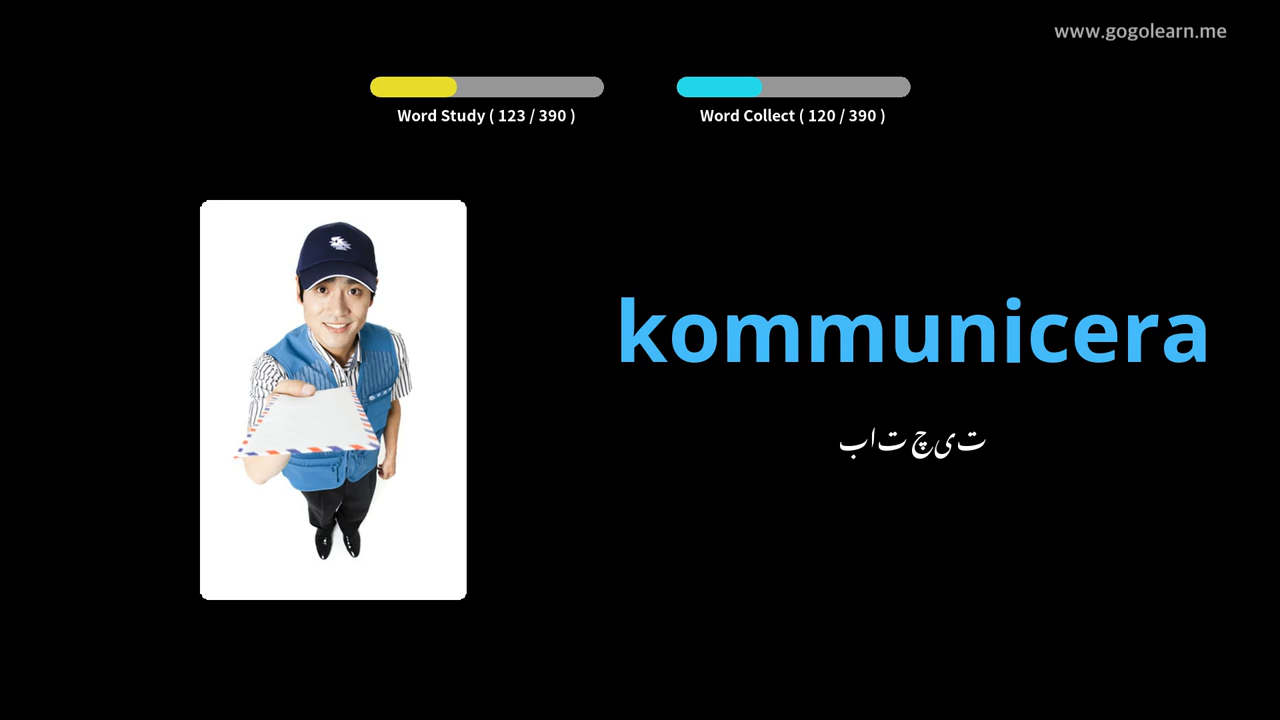 www.gogolearn.me
Word Study ( 123 / 390 )
Word Collect ( 120 / 390 )
kommunicera
بات چیت